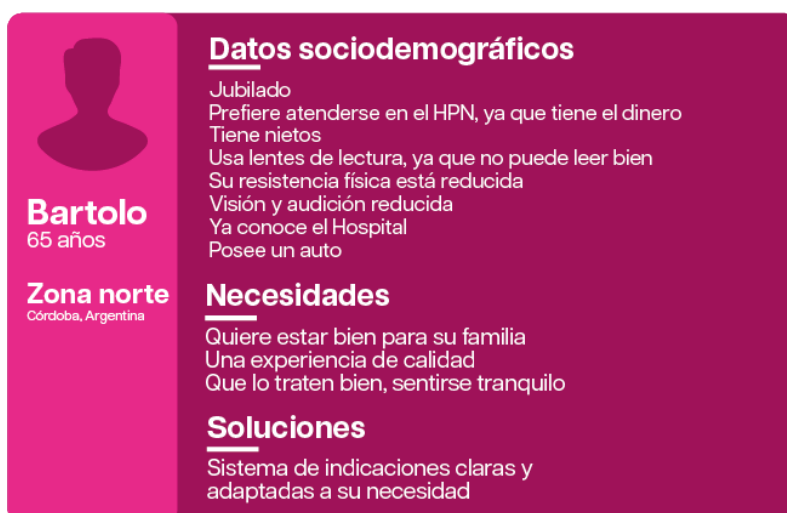 Bartolo
65 años
Zona norte
Córdoba, Argentina
Datos sociodemográficos
Jubilado
Prefiere atenderse en el HPN, ya que tiene el dinero
Tiene nietos
Usa lentes de lectura, ya que no puede leer bien
Su resistencia física está reducida
Visión y audición reducida
Ya conoce el Hospital
Posee un auto
Necesidades
Quiere estar bien para su familia
Una experiencia de calidad
Que lo traten bien, sentirse tranquilo
Soluciones
Sistema de indicaciones claras y
adaptadas a su necesidad